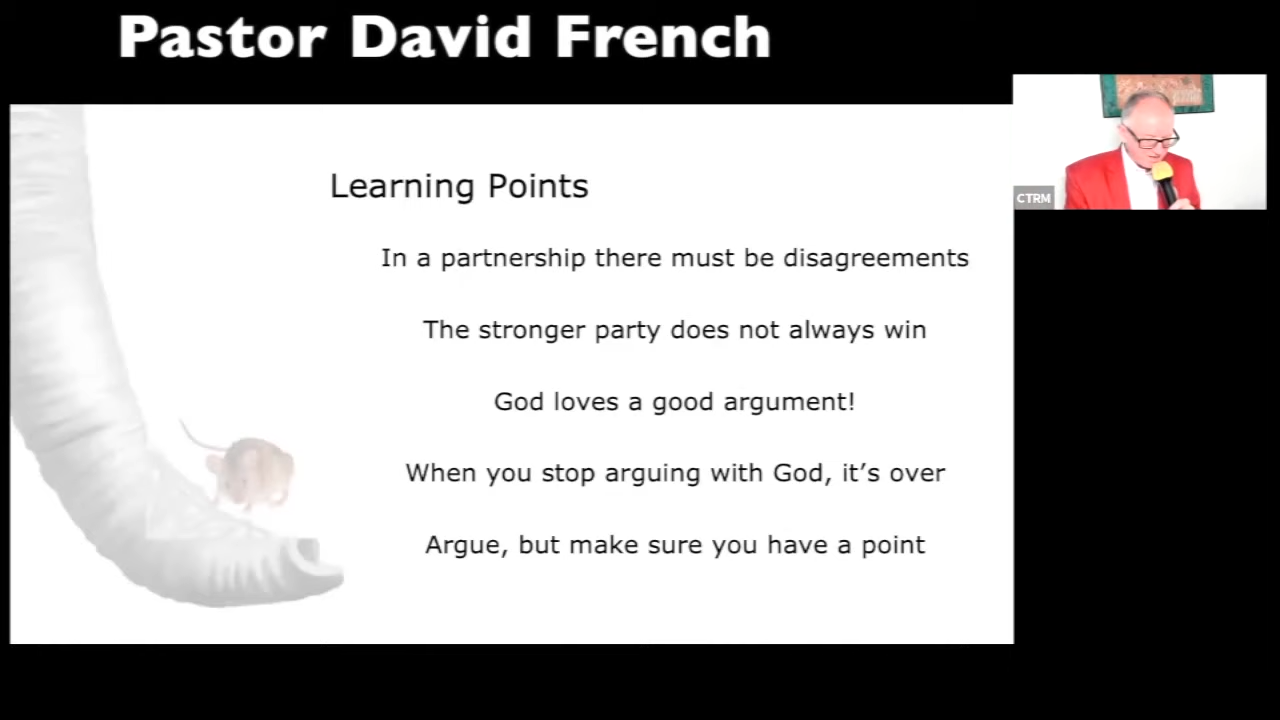 Pastor David French
CTRM
Learning Points
In a partnership there must be disagreements
The stronger party does not always win
God loves a good argument!
When you stop arguing with God, it’s over
Argue, but make sure you have a point